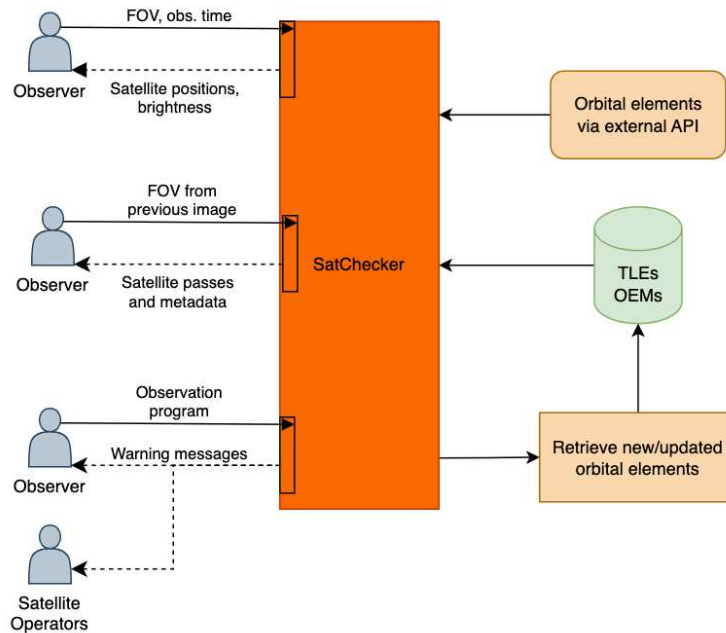 FOV, obs. time
Observer
Satellite positions,
brightness
Orbital elements
via external API
FOV from
previous image
Observer
Satellite passes
and metadata
SatChecker
TLEs
OEMs
Observation
program
Warning messages
Observer
Retrieve new/updated
orbital elements
Satellite
Operators